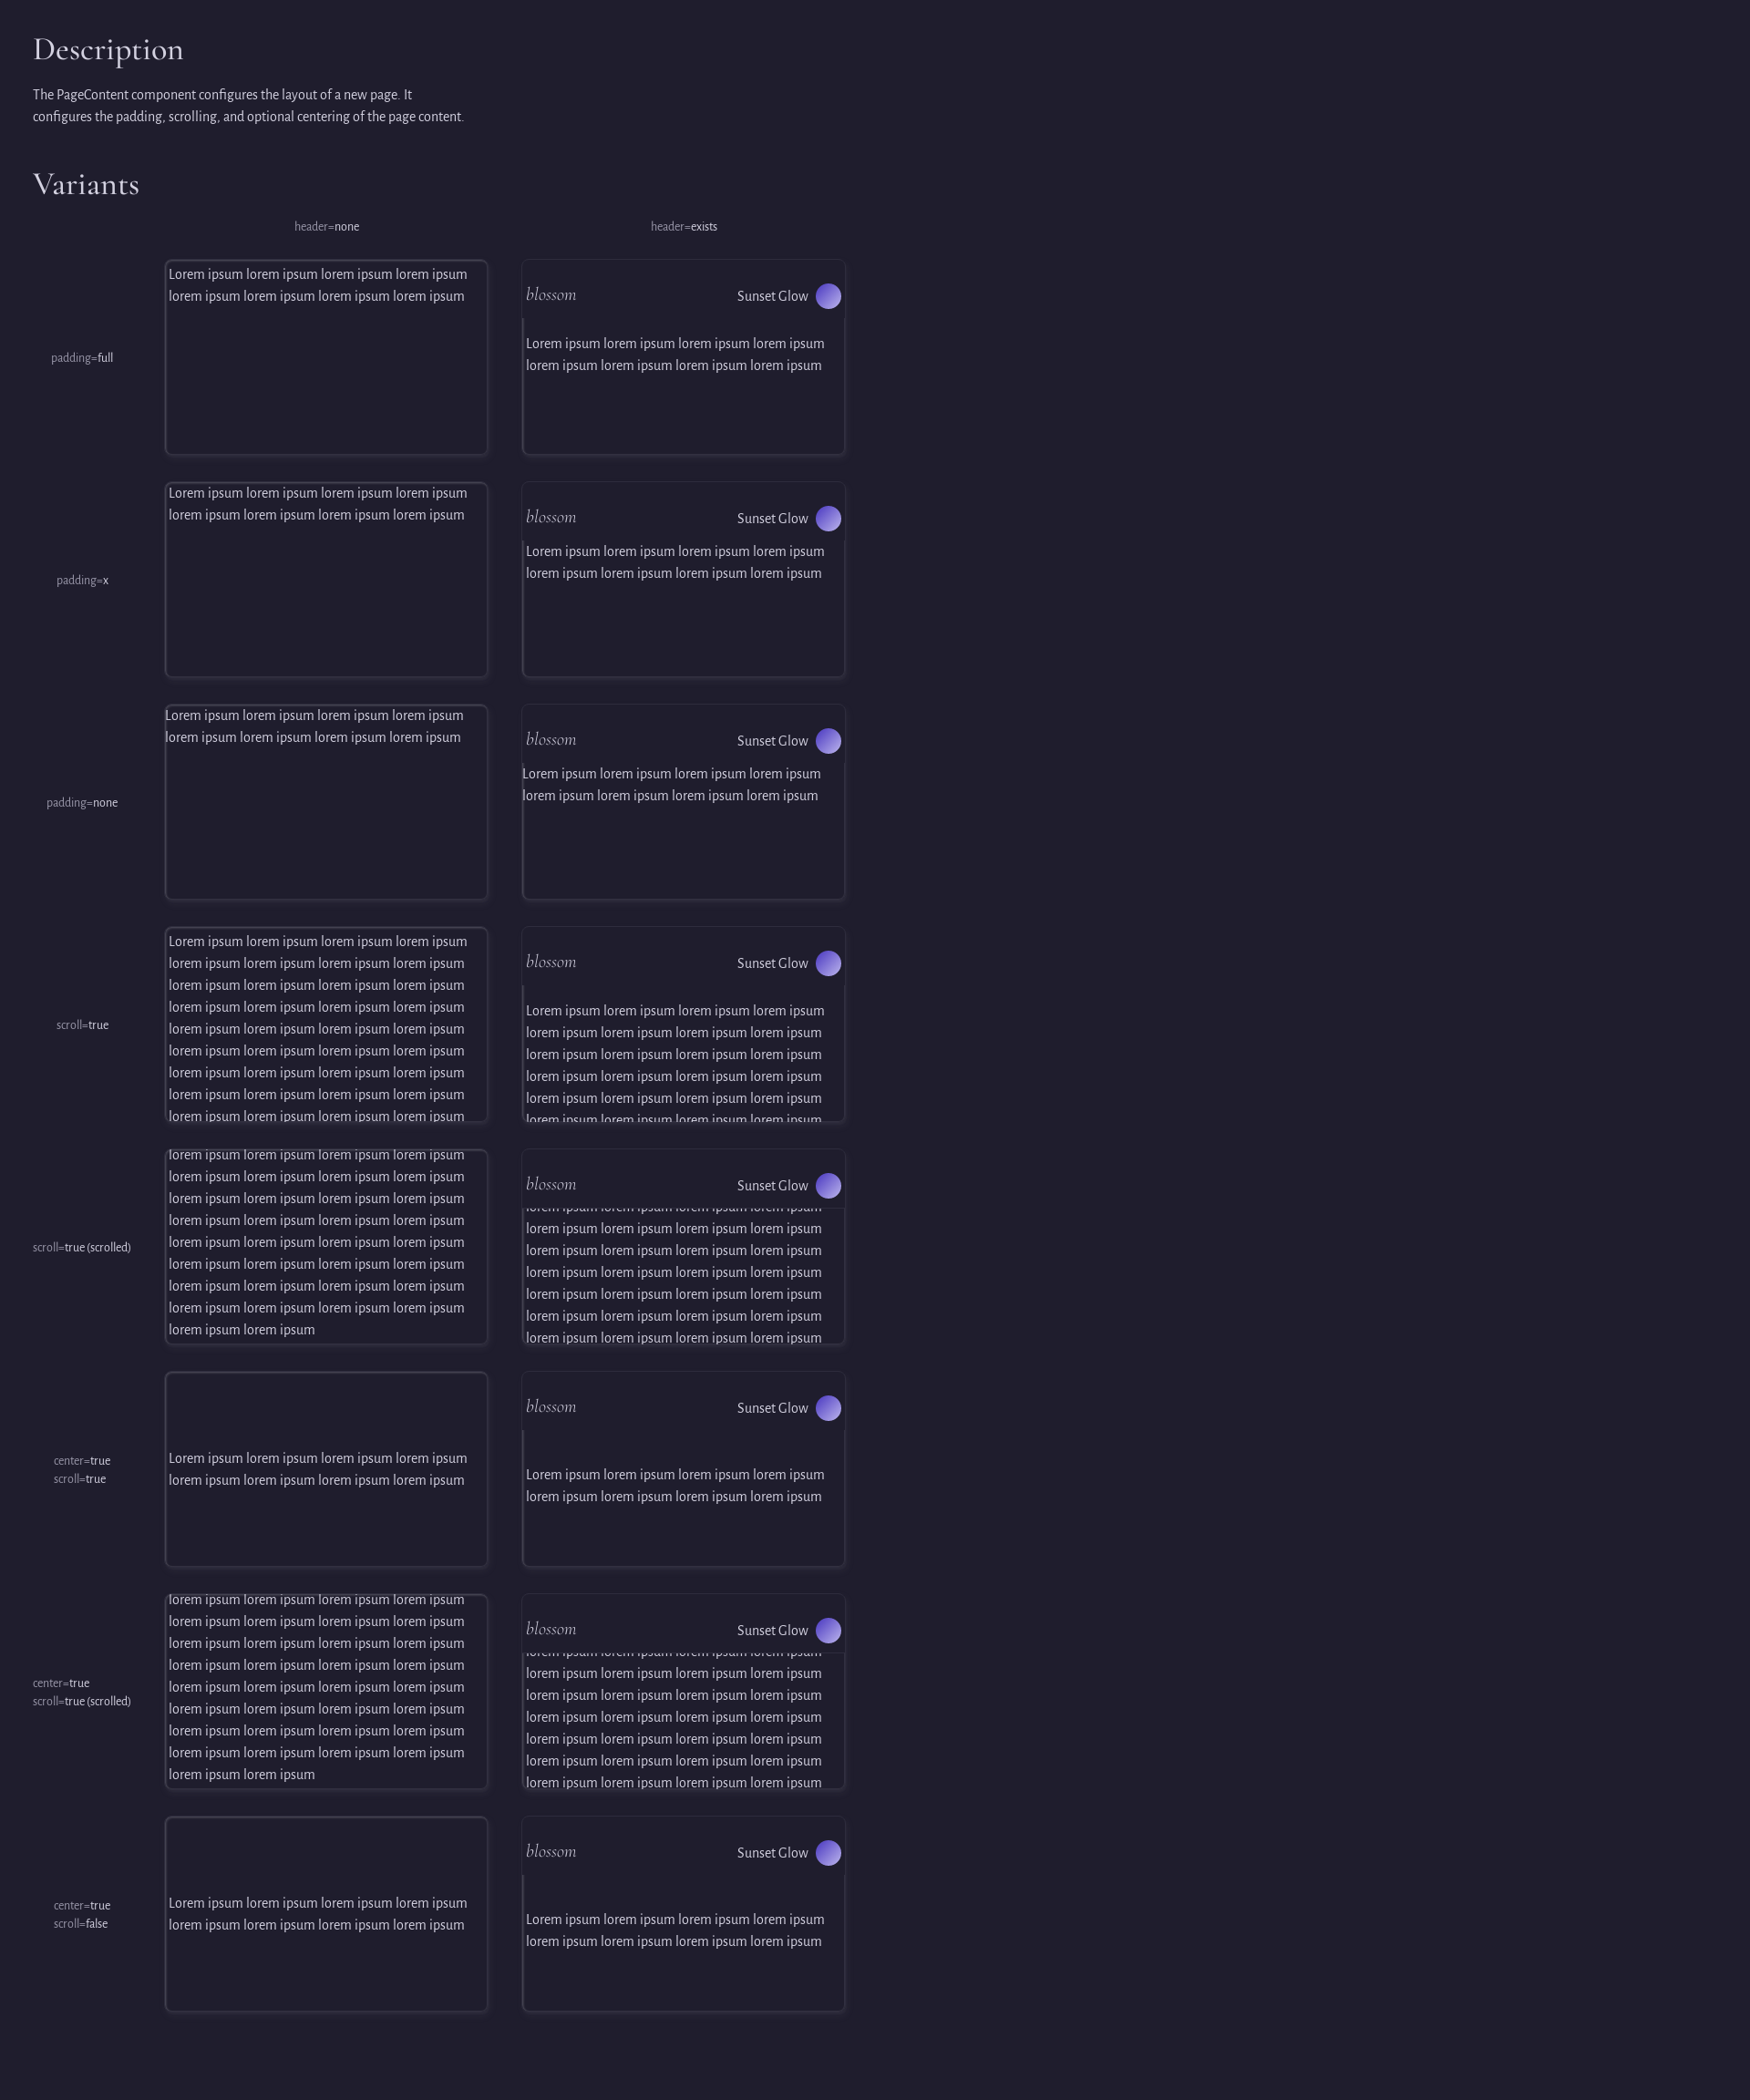 Description
The PageContent component configures the layout of a new page. It
configures the padding, scrolling, and optional centering of the page content.
Variants
header=none
header=exists
padding=full
Lorem ipsum lorem ipsum lorem ipsum lorem ipsum
lorem ipsum lorem ipsum lorem ipsum lorem ipsum
blossom
Sunset Glow
Lorem ipsum lorem ipsum lorem ipsum lorem ipsum
lorem ipsum lorem ipsum lorem ipsum lorem ipsum
padding=x
Lorem ipsum lorem ipsum lorem ipsum lorem ipsum
lorem ipsum lorem ipsum lorem ipsum lorem ipsum
blossom
Sunset Glow
Lorem ipsum lorem ipsum lorem ipsum lorem ipsum
lorem ipsum lorem ipsum lorem ipsum lorem ipsum
padding=none
Lorem ipsum lorem ipsum lorem ipsum lorem ipsum
lorem ipsum lorem ipsum lorem ipsum lorem ipsum
blossom
Sunset Glow
Lorem ipsum lorem ipsum lorem ipsum lorem ipsum
lorem ipsum lorem ipsum lorem ipsum lorem ipsum
scroll=true
Lorem ipsum lorem ipsum lorem ipsum lorem ipsum
lorem ipsum lorem ipsum lorem ipsum lorem ipsum
lorem ipsum lorem ipsum lorem ipsum lorem ipsum
lorem ipsum lorem ipsum lorem ipsum lorem ipsum
lorem ipsum lorem ipsum lorem ipsum lorem ipsum
lorem ipsum lorem ipsum lorem ipsum lorem ipsum
lorem ipsum lorem ipsum lorem ipsum lorem ipsum
lorem ipsum lorem ipsum lorem ipsum lorem ipsum
lorem ipsum lorem ipsum lorem ipsum lorem ipsum
blossom
Sunset Glow
Lorem ipsum lorem ipsum lorem ipsum lorem ipsum
lorem ipsum lorem ipsum lorem ipsum lorem ipsum
lorem ipsum lorem ipsum lorem ipsum lorem ipsum
lorem ipsum lorem ipsum lorem ipsum lorem ipsum
lorem ipsum lorem ipsum lorem ipsum lorem ipsum
lorem ipsum lorem ipsum lorem ipsum lorem ipsum
scroll=true (scrolled)
lorem ipsum lorem ipsum lorem ipsum lorem ipsum
lorem ipsum lorem ipsum lorem ipsum lorem ipsum
lorem ipsum lorem ipsum lorem ipsum lorem ipsum
lorem ipsum lorem ipsum lorem ipsum lorem ipsum
lorem ipsum lorem ipsum lorem ipsum lorem ipsum
lorem ipsum lorem ipsum lorem ipsum lorem ipsum
lorem ipsum lorem ipsum lorem ipsum lorem ipsum
lorem ipsum lorem ipsum lorem ipsum lorem ipsum
lorem ipsum lorem ipsum
blossom
Sunset Glow
lorem ipsum lorem ipsum lorem ipsum lorem ipsum
lorem ipsum lorem ipsum lorem ipsum lorem ipsum
lorem ipsum lorem ipsum lorem ipsum lorem ipsum
lorem ipsum lorem ipsum lorem ipsum lorem ipsum
lorem ipsum lorem ipsum lorem ipsum lorem ipsum
lorem ipsum lorem ipsum lorem ipsum lorem ipsum
lorem ipsum lorem ipsum lorem ipsum lorem ipsum
center=true
scroll=true
Lorem ipsum lorem ipsum lorem ipsum lorem ipsum
lorem ipsum lorem ipsum lorem ipsum lorem ipsum
blossom
Sunset Glow
Lorem ipsum lorem ipsum lorem ipsum lorem ipsum
lorem ipsum lorem ipsum lorem ipsum lorem ipsum
center=true
scroll=true (scrolled)
lorem ipsum lorem ipsum lorem ipsum lorem ipsum
lorem ipsum lorem ipsum lorem ipsum lorem ipsum
lorem ipsum lorem ipsum lorem ipsum lorem ipsum
lorem ipsum lorem ipsum lorem ipsum lorem ipsum
lorem ipsum lorem ipsum lorem ipsum lorem ipsum
lorem ipsum lorem ipsum lorem ipsum lorem ipsum
lorem ipsum lorem ipsum lorem ipsum lorem ipsum
lorem ipsum lorem ipsum lorem ipsum lorem ipsum
lorem ipsum lorem ipsum
blossom
Sunset Glow
lorem ipsum lorem ipsum lorem ipsum lorem ipsum
lorem ipsum lorem ipsum lorem ipsum lorem ipsum
lorem ipsum lorem ipsum lorem ipsum lorem ipsum
lorem ipsum lorem ipsum lorem ipsum lorem ipsum
lorem ipsum lorem ipsum lorem ipsum lorem ipsum
lorem ipsum lorem ipsum lorem ipsum lorem ipsum
lorem ipsum lorem ipsum lorem ipsum lorem ipsum
center=true
scroll=false
Lorem ipsum lorem ipsum lorem ipsum lorem ipsum
lorem ipsum lorem ipsum lorem ipsum lorem ipsum
blossom
Sunset Glow
Lorem ipsum lorem ipsum lorem ipsum lorem ipsum
lorem ipsum lorem ipsum lorem ipsum lorem ipsum